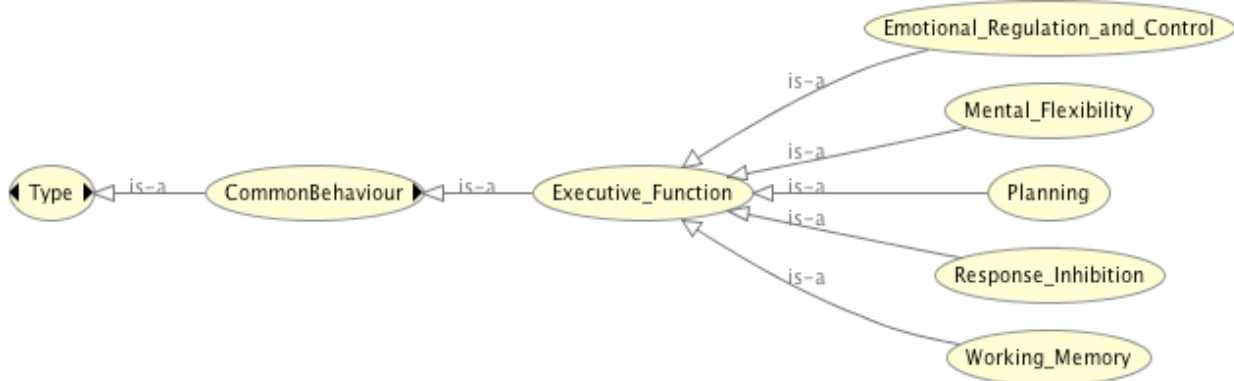 Emotional_Regulation_and_Control
is-a
Mental_Flexibility
is-a
Type
is-a
CommonBehaviour
is-a
Executive_Function
is-a
Planning
is-a
Response_Inhibition
is-a
Working_Memory